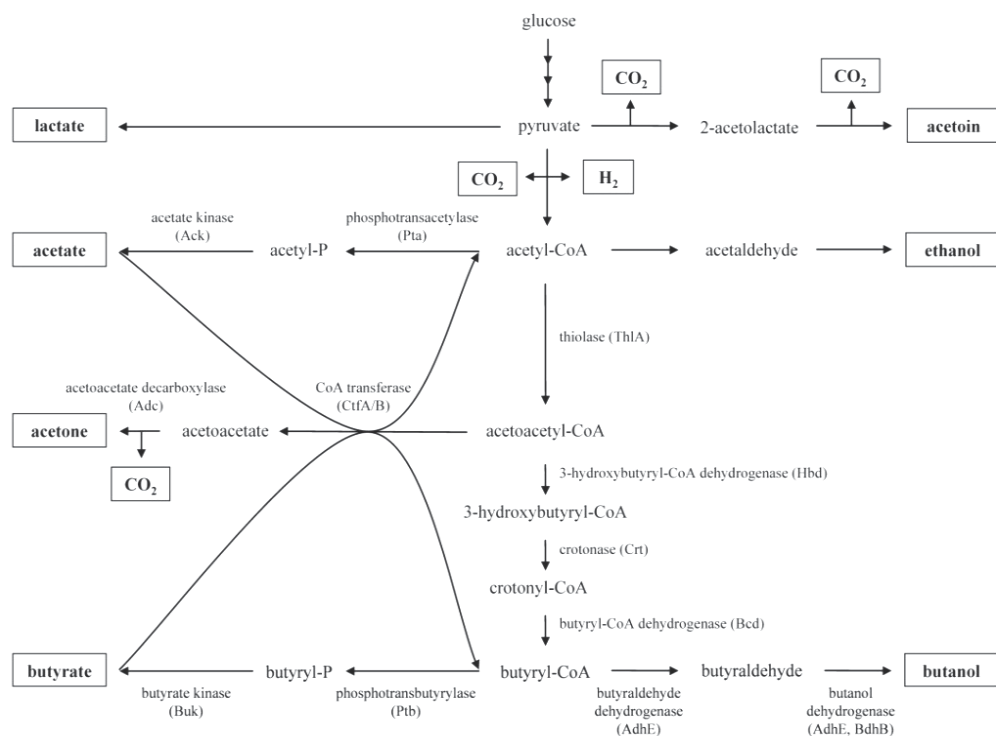 glucose
CO₂
CO₂
lactate
pyruvate
2-acetolactate
acetoin
CO₂
H₂
acetate kinase
(Ack)
phosphotransacetylase
(Pta)
acetate
acetyl-P
acetyl-CoA
acetaldehyde
ethanol
thiolase (ThlA)
acetoacetate decarboxylase
(Adc)
CoA transferase
(CtfA/B)
acetone
acetoacetate
acetoacetyl-CoA
CO₂
3-hydroxybutyryl-CoA dehydrogenase (Hbd)
3-hydroxybutyryl-CoA
crotonase (Crt)
crotonyl-CoA
butyryl-CoA dehydrogenase (Bcd)
butyrate
butyryl-P
butyryl-CoA
butyraldehyde
butanol
butyrate kinase
(Buk)
phosphotransbutyrylase
(Ptb)
butyraldehyde
dehydrogenase
(AdhE)
butanol
dehydrogenase
(AdhE, BdhB)